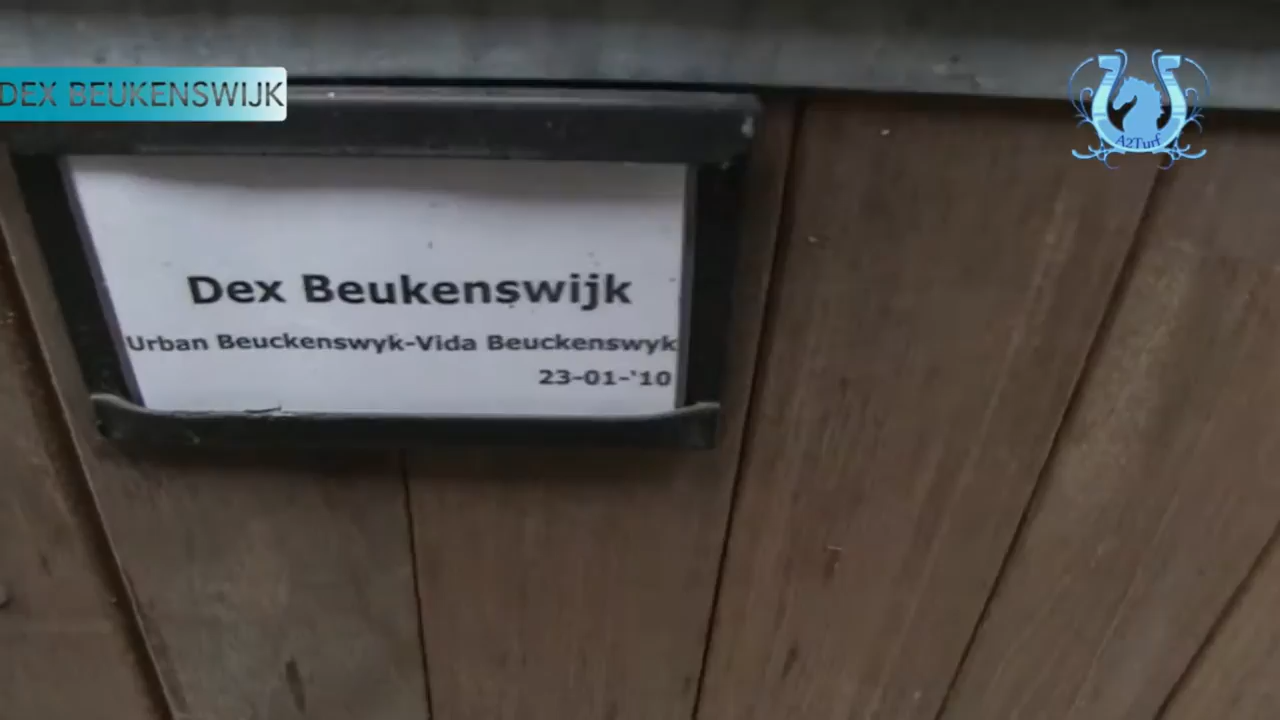 DEX BEUKENSWIJK
A2Turf
Dex Beukenswijk
Urban Beuckenswyk-Vida Beuckenswyk
23-01-'10